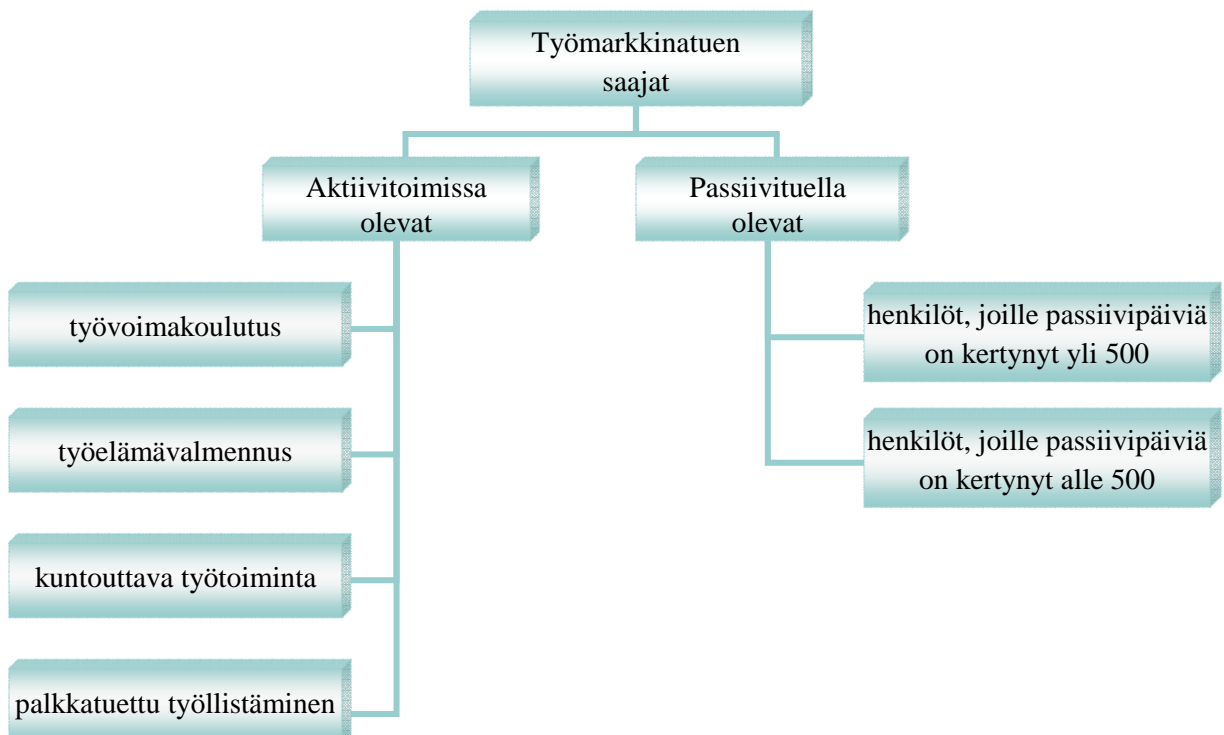 Työmarkkinatuen
saajat
Aktiivitoimissa
olevat
Passiivituella
olevat
työvoimakoulutus
työelämävalmennus
kuntouttava työtoiminta
palkkatuettu työllistäminen
henkilöt, joille passiivipäiviä
on kertynyt yli 500
henkilöt, joille passiivipäiviä
on kertynyt alle 500